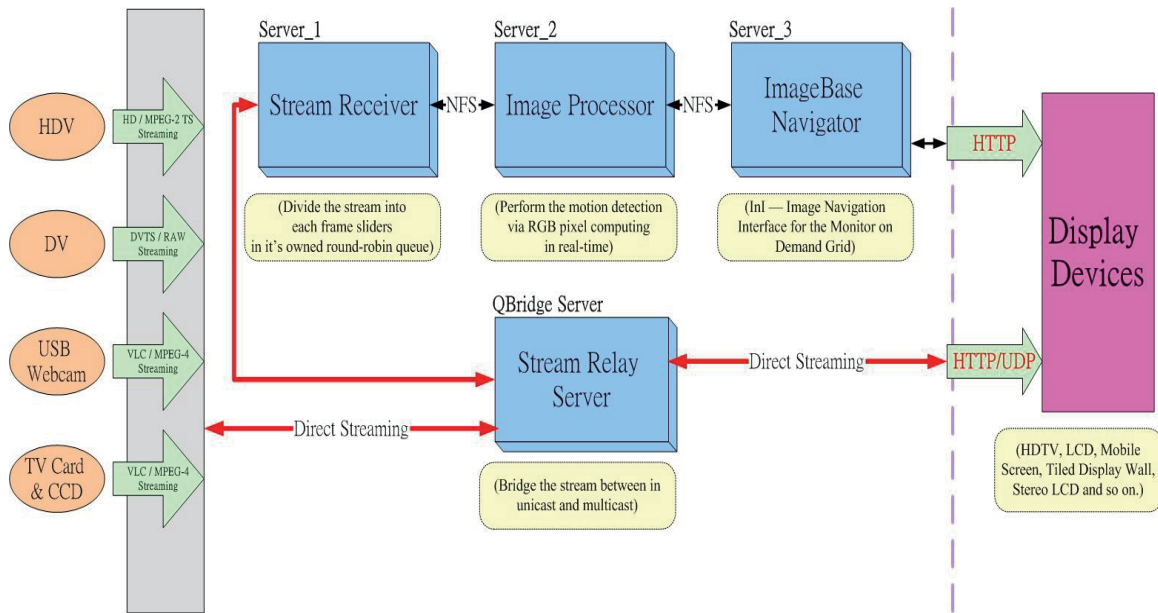 Server_1
Server_2
Server_3
Stream Receiver
NFS
Image Processor
NFS
ImageBase
Navigator
HDV
HD / MPEG-2 TS
Streaming
HTTP
(Divide the stream into
each frame sliders
in it's owned round-robin queue)
(Perform the motion detection
via RGB pixel computing
in real-time)
(InI — Image Navigation
Interface for the Monitor on
Demand Grid)
DV
DVTS / RAW
Streaming
Display
Devices
QBridge Server
USB
Webcam
VLC / MPEG-4
Streaming
Stream Relay
Server
Direct Streaming
HTTP/UDP
Direct Streaming
TV Card
& CCD
VLC / MPEG-4
Streaming
(Bridge the stream between in
unicast and multicast)
(HDTV, LCD, Mobile
Screen, Tiled Display Wall,
Stereo LCD and so on.)